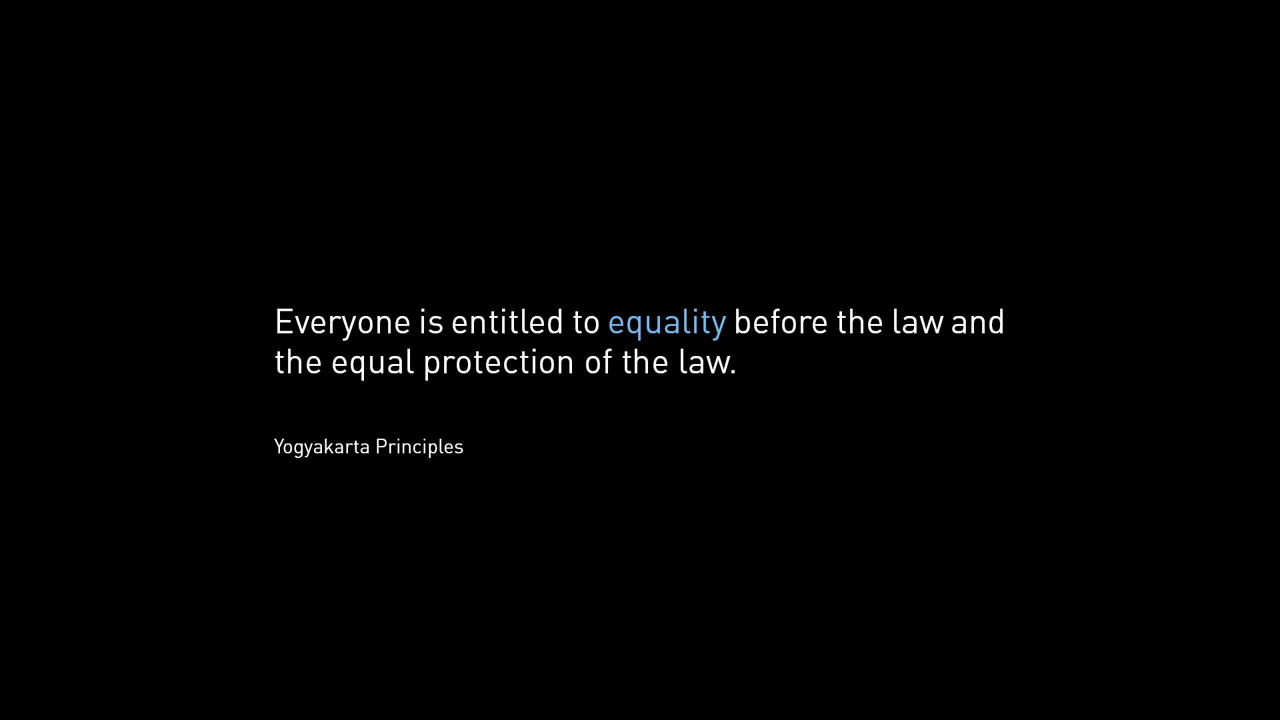 Everyone is entitled to equality before the law and
the equal protection of the law.
Yogyakarta Principles